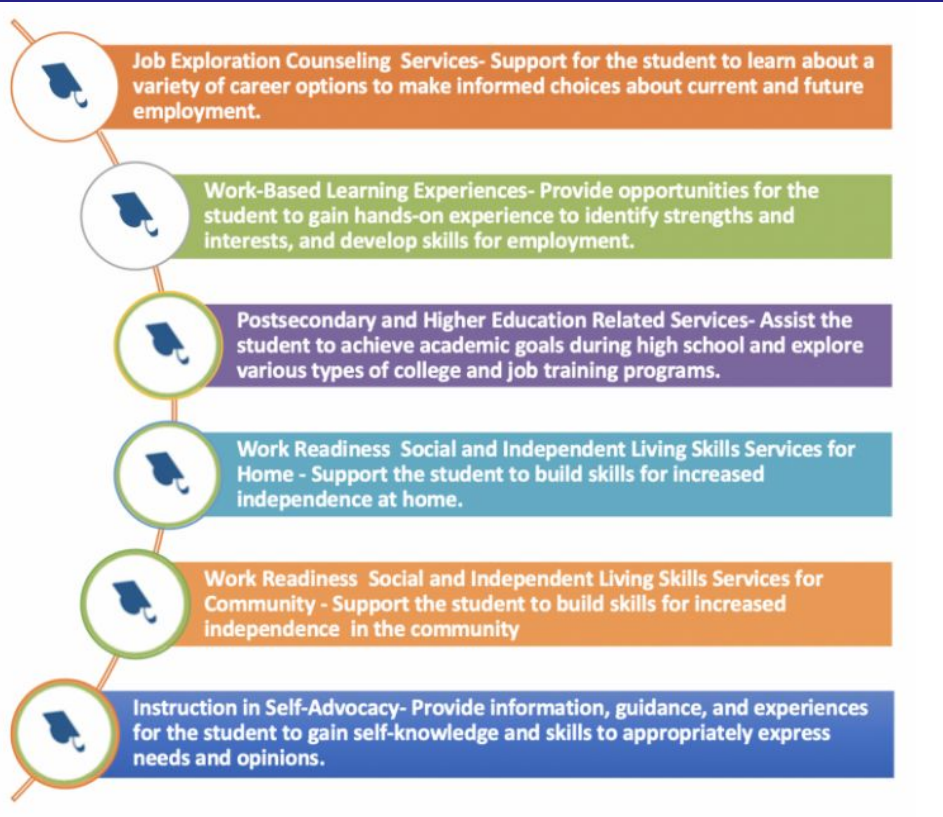 Job Exploration Counseling  Services- Support for the student to learn about a
variety of career options to make informed choices about current and future
employment.
Work-Based Learning Experiences- Provide opportunities for the
student to gain hands-on experience to identify strengths and
interests, and develop skills for employment.
Postsecondary and Higher Education Related Services- Assist the
student to achieve academic goals during high school and explore
various types of college and job training programs.
Work Readiness  Social and Independent Living Skills Services for
Home - Support the student to build skills for increased
independence at home.
Work Readiness  Social and Independent Living Skills Services for
Community - Support the student to build skills for increased
independence  in the community
Instruction in Self-Advocacy- Provide information, guidance, and experiences
for the student to gain self-knowledge and skills to appropriately express
needs and opinions.